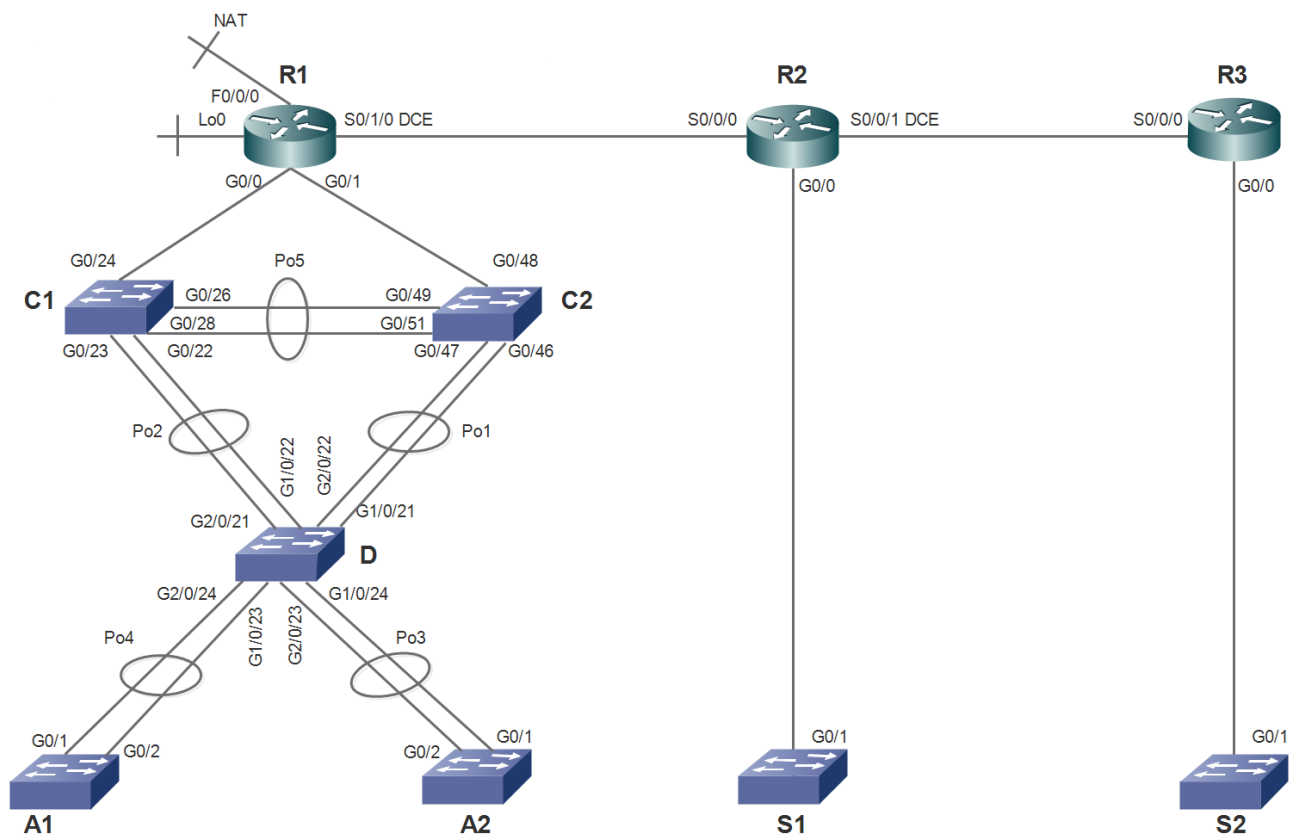 NAT
R1
R2
R3
F0/0/0
Lo0
S0/1/0 DCE
S0/0/0
S0/0/1 DCE
S0/0/0
G0/0
G0/1
G0/0
G0/0
G0/24
Po5
G0/48
C1
G0/26
G0/49
C2
G0/28
G0/51
G0/23
G0/22
G0/47
G0/46
Po2
Po1
G1/0/22
G2/0/22
G2/0/21
G1/0/21
D
G2/0/24
G1/0/23
G2/0/23
G1/0/24
Po4
Po3
G0/1
G0/2
G0/2
G0/1
G0/1
G0/1
A1
A2
S1
S2